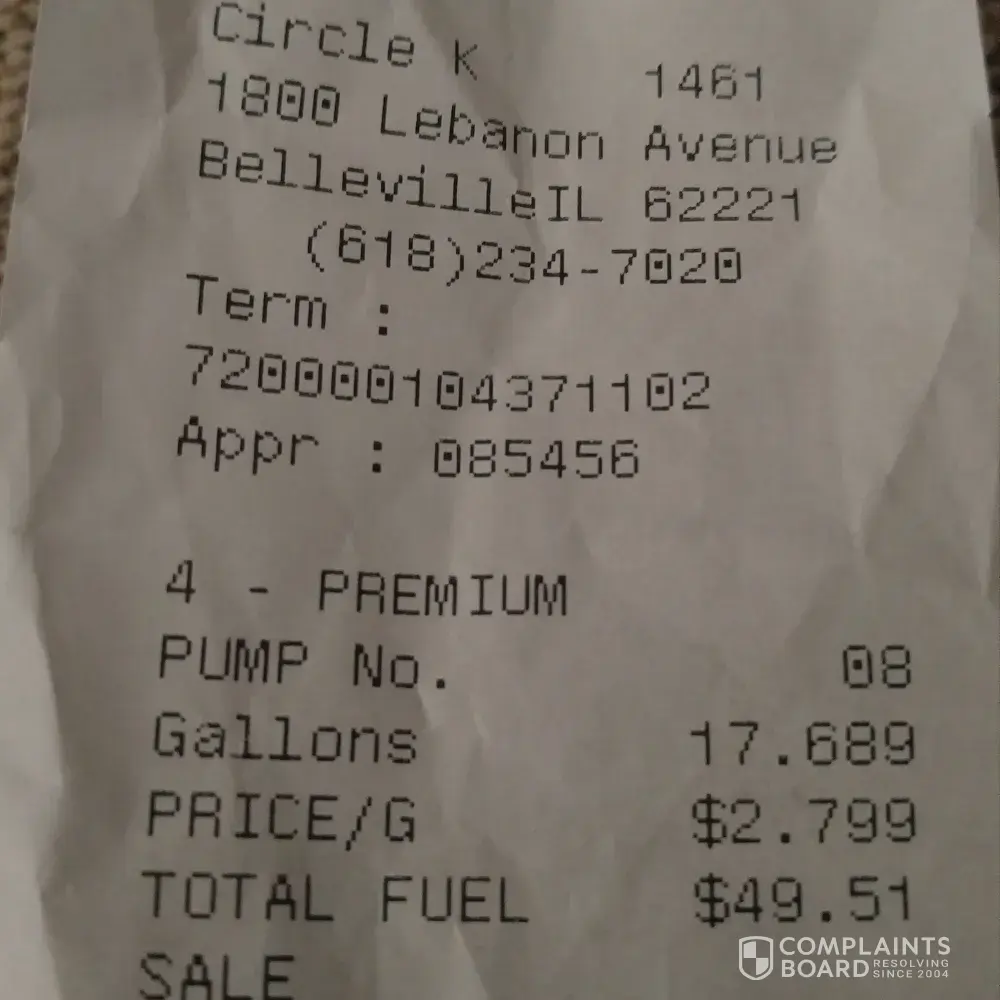 Circle K 1461
1800 Lebanon Avenue
BellevilleIL 62221
(618)234-7020
Term :
720000104371102
Appr : 085456
4 - PREMIUM
PUMP No. 08
Gallons 17.689
PRICE/G $2.799
TOTAL FUEL $49.51
SALE
COMPLAINTS
BOARD RESOLVING
SINCE 2004